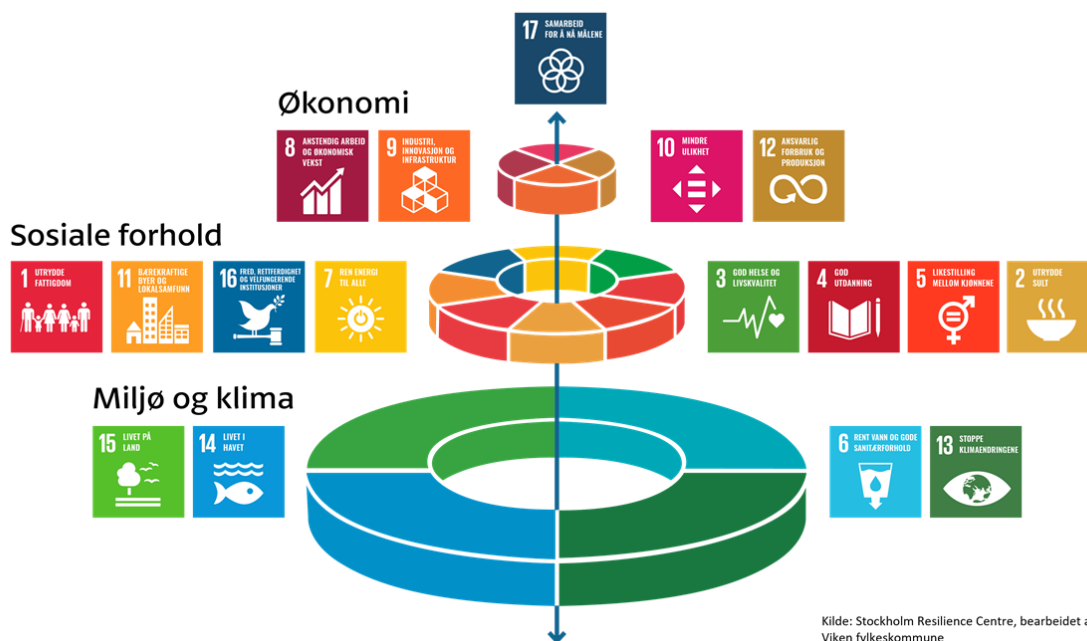 17 SAMARBEID
FOR Å NÅ MÅLENE
Økonomi
8 ANSTENDIG ARBEID
OG ØKONOMISK
VEKST
9 INDUSTRI,
INNOVASJON OG
INFRASTRUKTUR
10 MINDRE
ULIKHET
12 ANSVARLIG
FORBRUK OG
PRODUKSJON
Sosiale forhold
1 UTRYDDE
FATTIGDOM
11 BÆREKRAFTIGE
BYER OG
LOKALSAMFUNN
16 FRED, RETTFERDIGHET
OG VELFUNGERENDE
INSTITUSJONER
7 REN ENERGI
TIL ALLE
3 GOD HELSE OG
LIVSKVALITET
4 GOD
UTDANNING
5 LIKESTILLING
MELLOM KJØNNENE
2 UTRYDDE
SULT
Miljø og klima
15 LIVET PÅ
LAND
14 LIVET I
HAVET
6 RENT VANN OG GODE
SANITÆRFORHOLD
13 STOPPE
KLIMAENDRINGENE
Kilde: Stockholm Resilience Centre, bearbeidet
Viken fylkeskommune